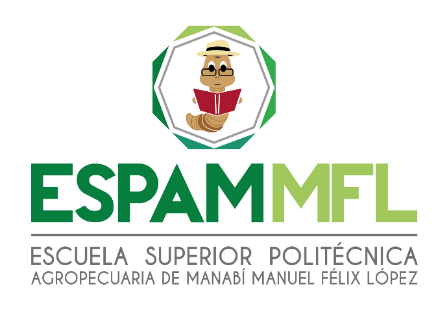 ESPAMMFL
ESCUELA SUPERIOR POLITÉCNICA
AGROPECUARIA DE MANABÍ MANUEL FÉLIX LÓPEZ